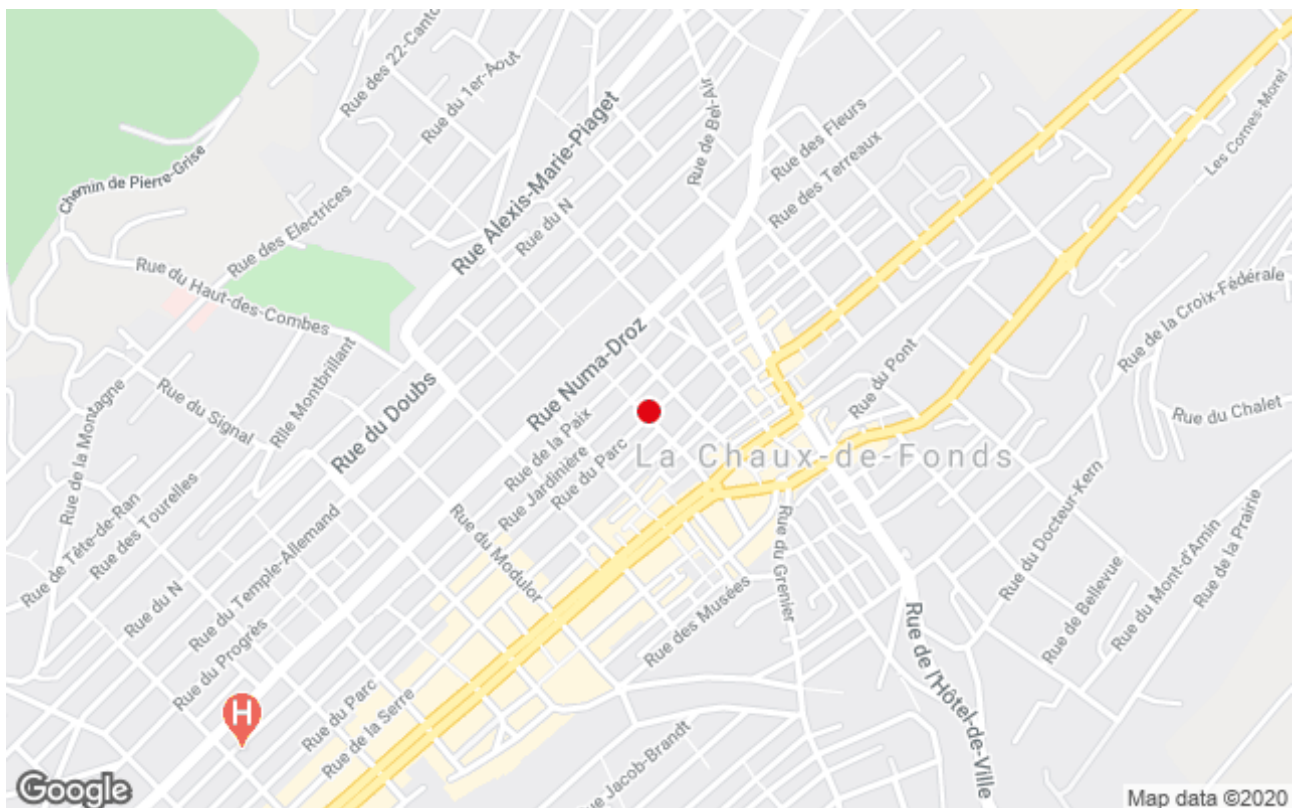 Rue des 22-Canto
Rue du 1er-Août
Rue de Bel-Air
Rue des Fleurs
Rue des Terreaux
Les Cornes-Morel
Chemin de Pierre-Grise
Rue Alexis-Marie-Piaget
Rue du N
Rue des Electrices
Rue du Haut-des-Combes
Rue de la Croix-Fédérale
Rue Numa-Droz
Rue du Pont
Rue du Chalet
Rue de la Montagne
Rue du Signal
Rlle Montbrillant
Rue du Doubs
Rue de la Paix
Rue Jardinière
Rue du Parc
La Chaux-de-Fonds
Rue de Tête-de-Ran
Rue des Tourelles
Rue du Temple-Allemand
Rue du Modulor
Rue du Grenier
Rue du Docteur-Kern
Rue du Mont-d'Amin
Rue de la Prairie
Rue de Bellevue
Rue du N
Rue du Progrès
Rue des Musées
Rue de l'Hôtel-de-Ville
H
Rue du Parc
Rue de la Serre
Rue Jacob-Brandt
Google
Map data ©2020